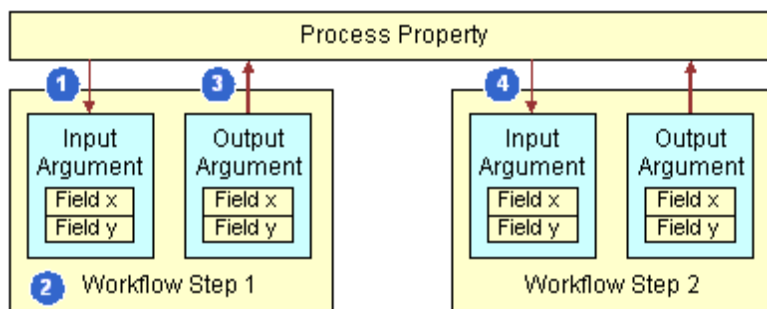 Process Property
1
3
4
Input
Argument
Field x
Field y
Output
Argument
Field x
Field y
Input
Argument
Field x
Field y
Output
Argument
Field x
Field y
2
Workflow Step 1
Workflow Step 2